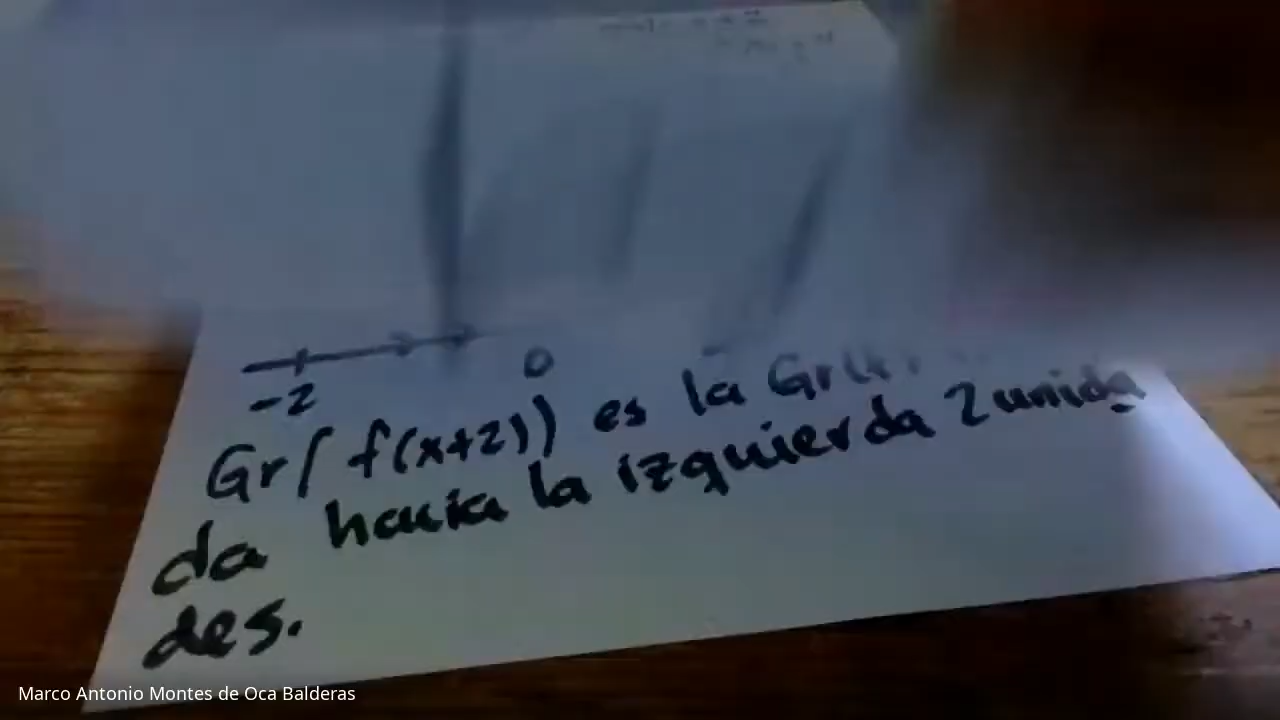 -2 0
Gr( f(x+2)) es la
da hacia la izquierda 2 unida
des.
Marco Antonio Montes de Oca Balderas